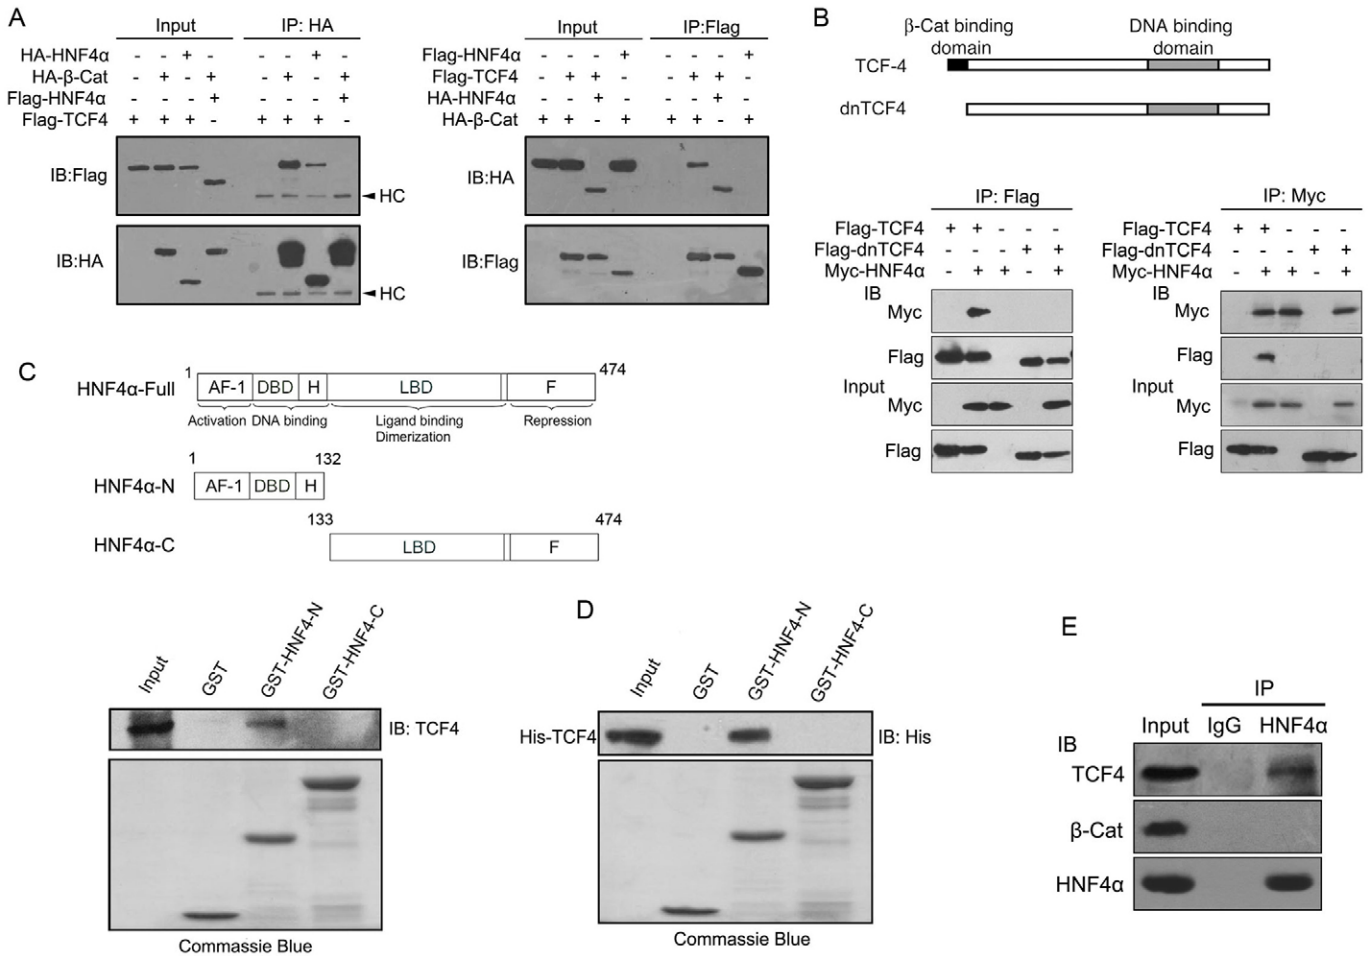 A
Input IP: HA
HA-HNF4α - - + - - - + -
HA-β-Cat - + - + - + - +
Flag-HNF4α - - - + - - - +
Flag-TCF4 + + + - + + + -
IB:Flag
HC
IB:HA
HC
Input IP:Flag
Flag-HNF4α - - - + - - - +
Flag-TCF4 - + + - - + + -
HA-HNF4α - - + - - - + -
HA-β-Cat + + - + + + - +
IB:HA
IB:Flag
B
β-Cat binding domain
DNA binding domain
TCF-4
dnTCF4
IP: Flag
Flag-TCF4 + + - - -
Flag-dnTCF4 - - - + +
Myc-HNF4α - + + - +
IB
Myc
Flag
Input
Myc
Flag
IP: Myc
Flag-TCF4 + + - - -
Flag-dnTCF4 - - - + +
Myc-HNF4α - + + - +
IB
Myc
Flag
Input
Myc
Flag
C
1 474
HNF4α-Full AF-1 DBD H LBD F
Activation DNA binding Ligand binding Repression
Dimerization
1 132
HNF4α-N AF-1 DBD H
133 474
HNF4α-C LBD F
Input GST GST-HNF4-N GST-HNF4-C
IB: TCF4
Commassie Blue
D
Input GST GST-HNF4-N GST-HNF4-C
His-TCF4 IB: His
Commassie Blue
E
IP
Input IgG HNF4α
IB
TCF4
β-Cat
HNF4α